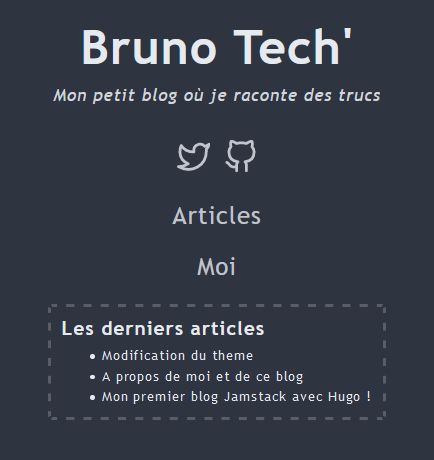 Bruno Tech'
Mon petit blog où je raconte des trucs
Articles
Moi
Les derniers articles
Modification du theme
A propos de moi et de ce blog
Mon premier blog Jamstack avec Hugo !